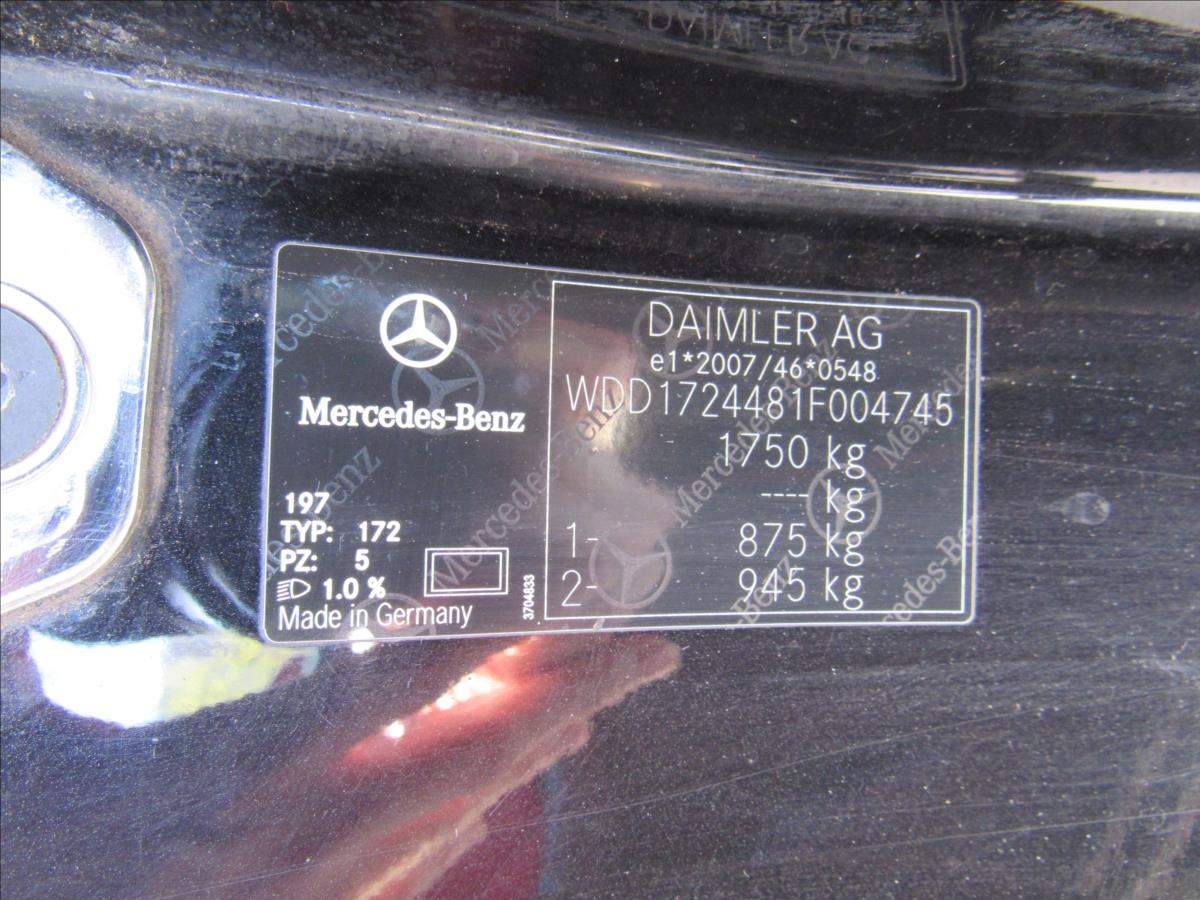 Mercedes-Benz
197
TYP: 172
PZ: 5
1.0 %
Made in Germany
3704833
DAIMLER AG
e1*2007/46*0548
WDD1724481F004745
1750 kg
---- kg
1- 875 kg
2- 945 kg